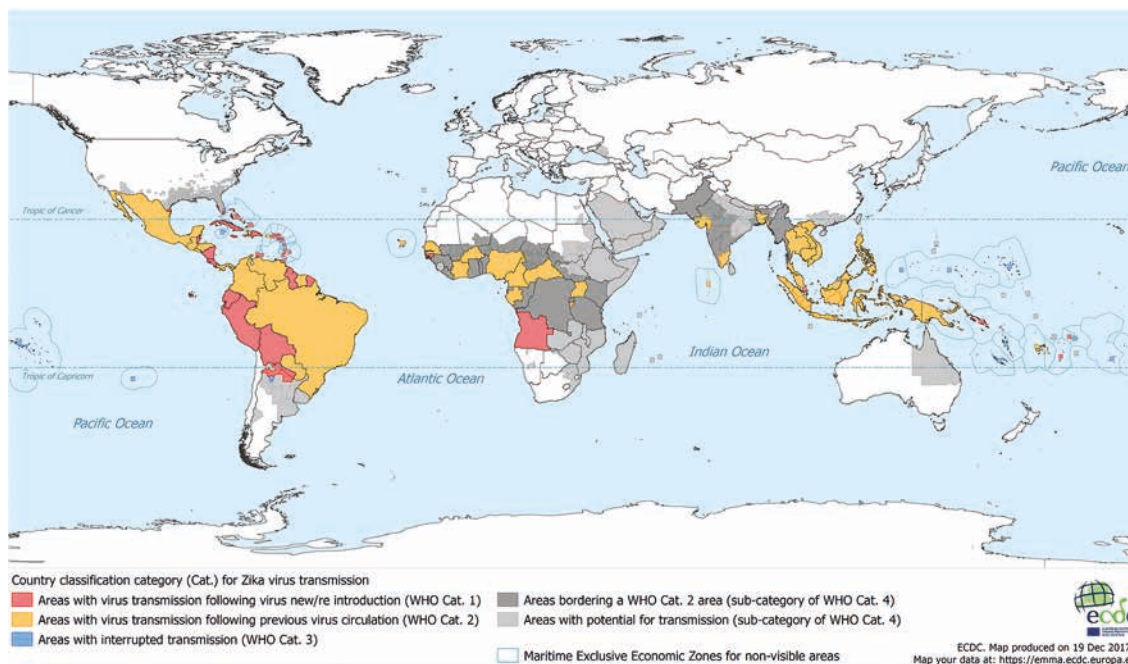 Pacific Ocean
Tropic of Cancer
Indian Ocean
Atlantic Ocean
Tropic of Capricorn
Pacific Ocean
Country classification category (Cat.) for Zika virus transmission
Areas with virus transmission following virus new/re introduction (WHO Cat. 1)
Areas with virus transmission following previous virus circulation (WHO Cat. 2)
Areas with interrupted transmission (WHO Cat. 3)
Areas bordering a WHO Cat. 2 area (sub-category of WHO Cat. 4)
Areas with potential for transmission (sub-category of WHO Cat. 4)
Maritime Exclusive Economic Zones for non-visible areas
ecdc
ECDC. Map produced on 19 Dec 2017
Map your data at: https://emma.ecdc.europa.e